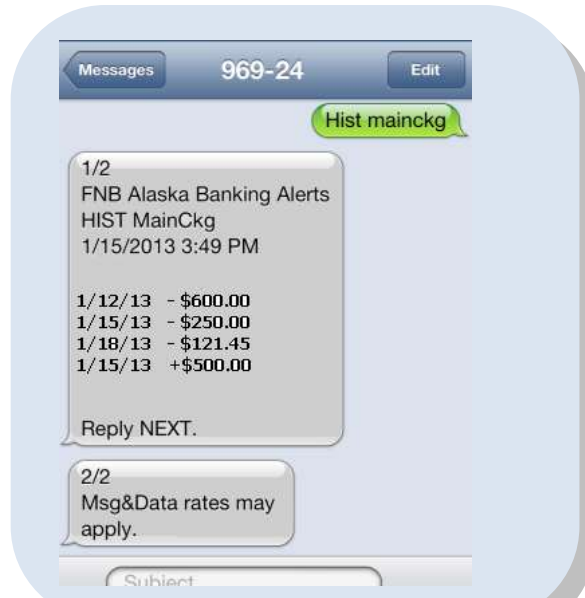 Messages 969-24 Edit
Hist mainckg
1/2
FNB Alaska Banking Alerts
HIST MainCkg
1/15/2013 3:49 PM
1/12/13 - $600.00
1/15/13 - $250.00
1/18/13 - $121.45
1/15/13 +$500.00
Reply NEXT.
2/2
Msg&Data rates may
apply.
Subject